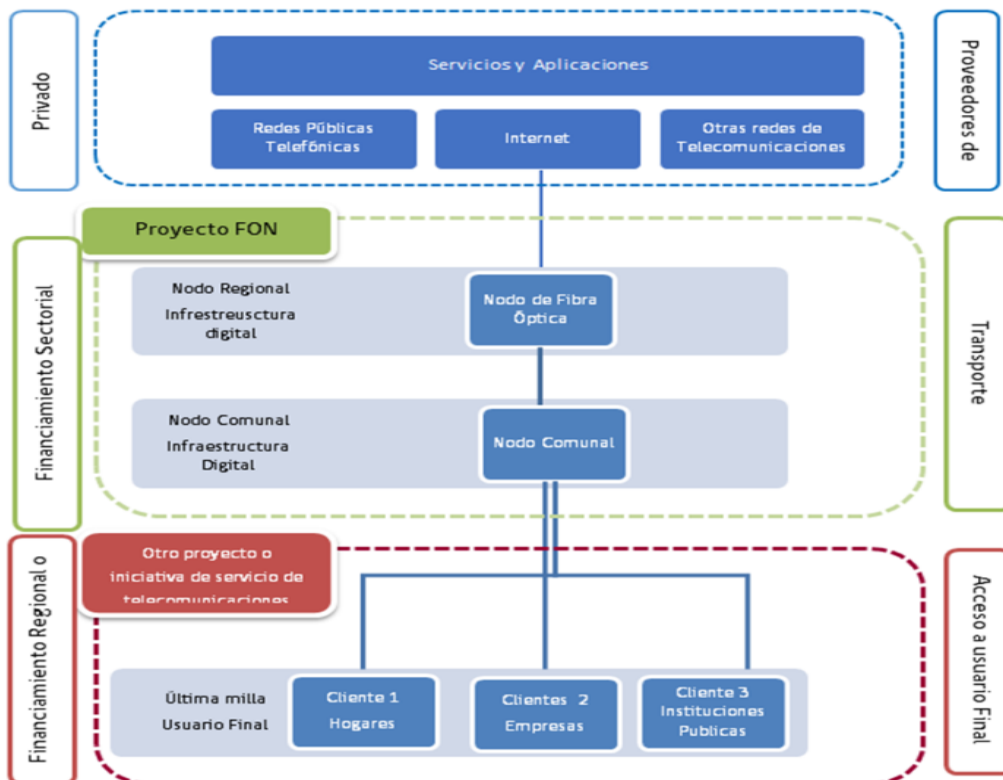 Privado
Servicios y Aplicaciones
Redes Públicas
Telefónicas
Internet
Otras redes de
Telecomunicaciones
Proveedores de
Proyecto FON
Financiamiento Sectorial
Nodo Regional
Infrestreusctura
digital
Nodo de Fibra
Óptica
Nodo Comunal
Infraestructura
Digital
Nodo Comunal
Transporte
Financiamiento Regional o
Otro proyecto o
iniciativa de servicio de
telecomunicaciones
Última milla
Usuario Final
Cliente 1
Hogares
Clientes 2
Empresas
Cliente 3
Instituciones
Publicas
Acceso a usuario Final